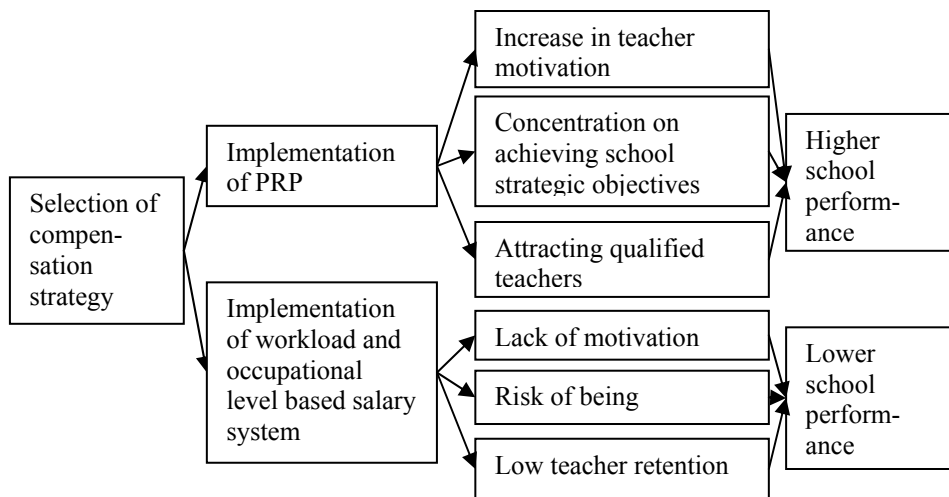 Selection of
compen-
sation
strategy
Implementation
of PRP
Implementation
of workload and
occupational
level based salary
system
Increase in teacher
motivation
Concentration on
achieving school
strategic objectives
Attracting qualified
teachers
Lack of motivation
Risk of being
Low teacher retention
Higher
school
perform-
ance
Lower
school
perform-
ance